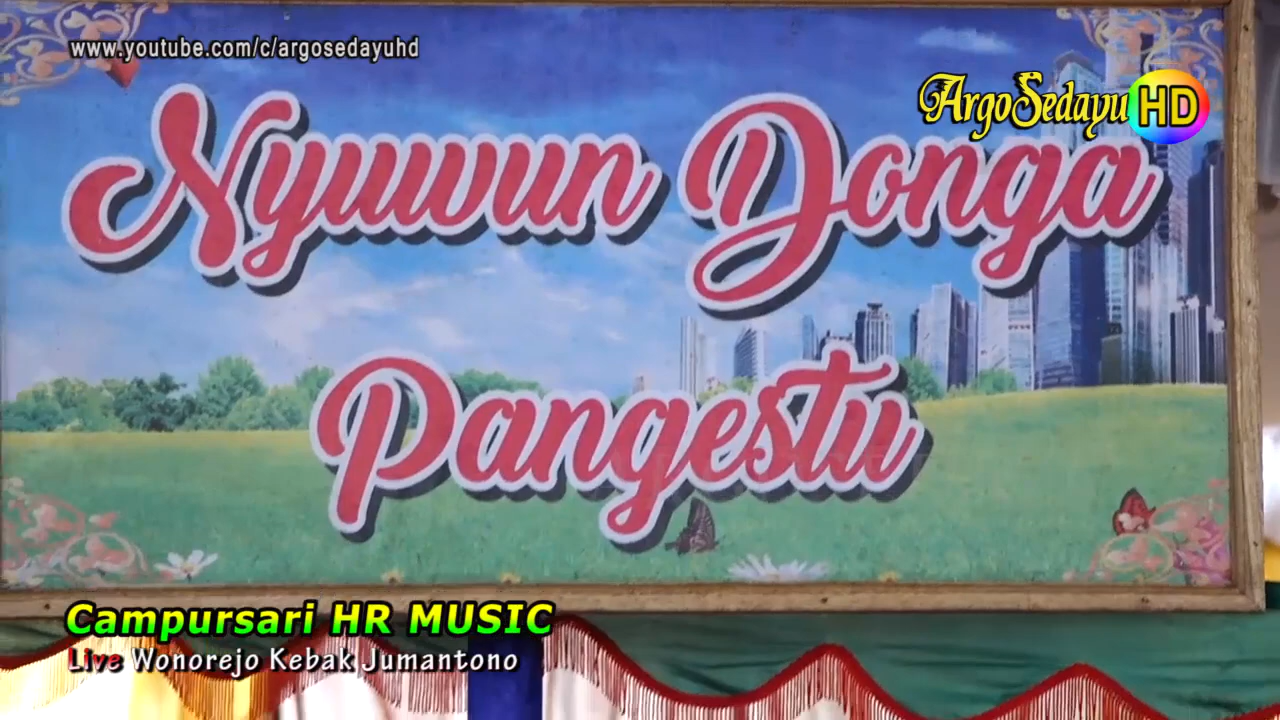 www.youtube.com/c/argosedayuhd
ArgoSedayu HD
Nyuwun Donga
Pangestu
Campursari HR MUSIC
Live Wonorejo Kebak Jumantono